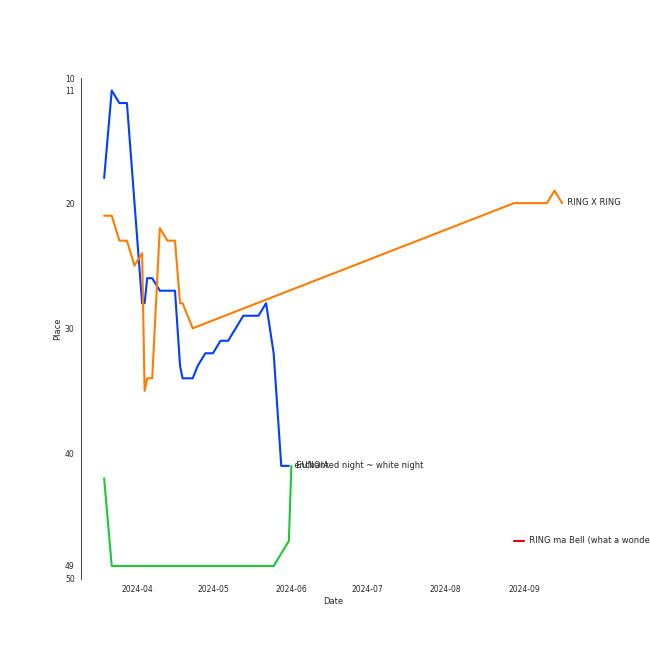 10
11
20
RING X RING
30
Place
40
EUNOIA
enchanted night ~ white night
RING ma Bell (what a wonde
49
50
2024-04 2024-05 2024-06 2024-07 2024-08 2024-09
Date